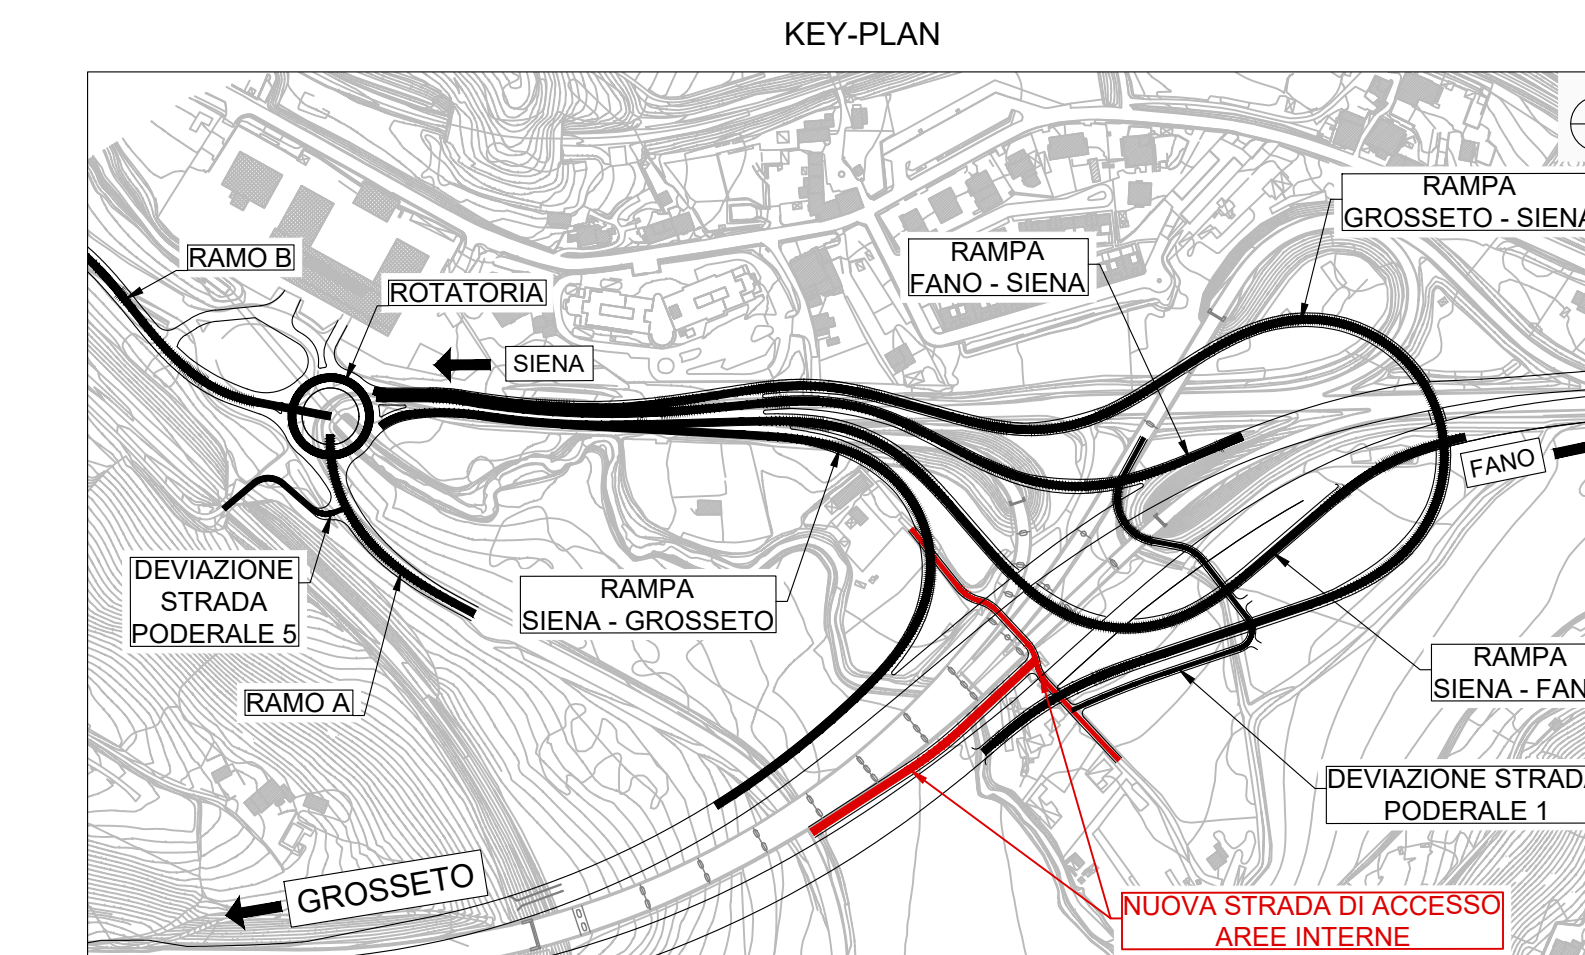 KEY-PLAN
RAMPA
GROSSETO - SIENA
RAMO B
RAMPA
FANO - SIENA
ROTATORIA
SIENA
FANO
DEVIAZIONE
STRADA
PODERALE 5
RAMPA
SIENA - GROSSETO
RAMPA
SIENA - FAN
RAMO A
DEVIAZIONE STRADA
PODERALE 1
GROSSETO
NUOVA STRADA DI ACCESSO
AREE INTERNE